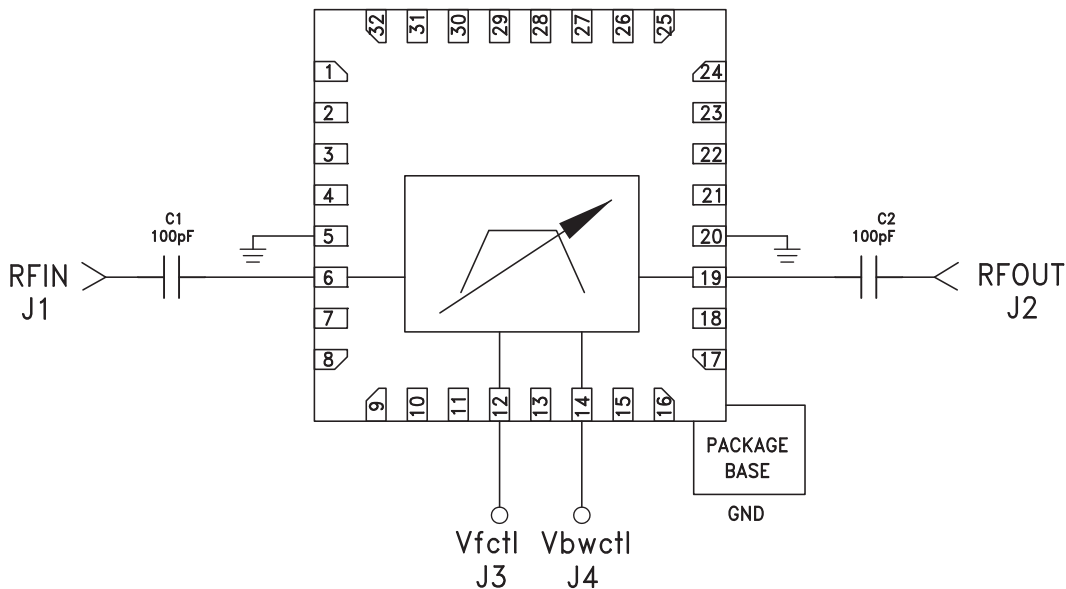 32 31 30 29 28 27 26 25
1 24
2 23
3 22
4 21
C1
100pF
5 20
C2
100pF
RFIN
J1
6 19
RFOUT
J2
7 18
8 17
9 10 11 12 13 14 15 16
PACKAGE
BASE
GND
Vfctl Vbwctl
J3 J4